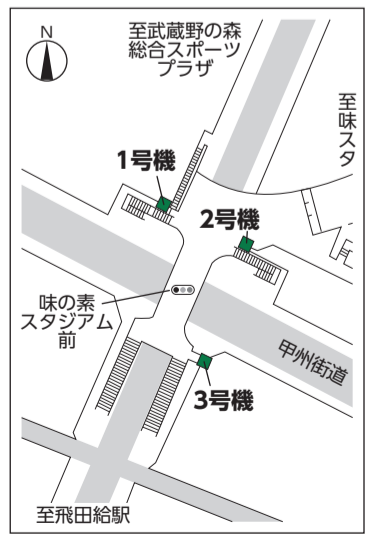 N
至武蔵野の森
総合スポーツ
プラザ
至味スタ
1号機
2号機
味の素
スタジアム
前
甲州街道
3号機
至飛田給駅